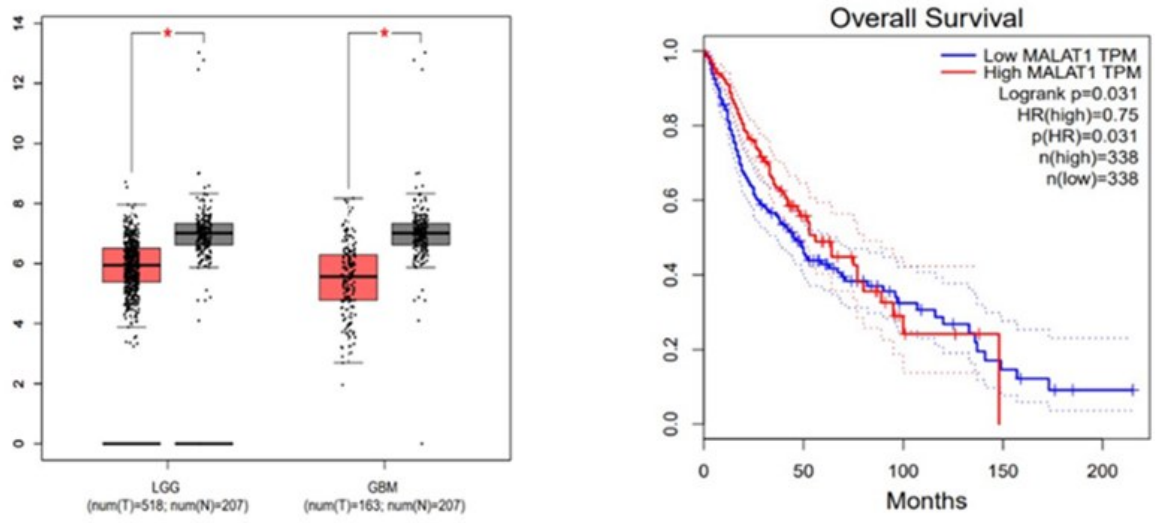 14
12
10
8
6
4
2
0
* *
LGG
(num(T)=518; num(N)=207)
GBM
(num(T)=163; num(N)=207)
Overall Survival
Low MALAT1 TPM
High MALAT1 TPM
Logrank p=0.031
HR(high)=0.75
p(HR)=0.031
n(high)=338
n(low)=338
1.0
0.8
0.6
0.4
0.2
0.0
0 50 100 150 200
Months